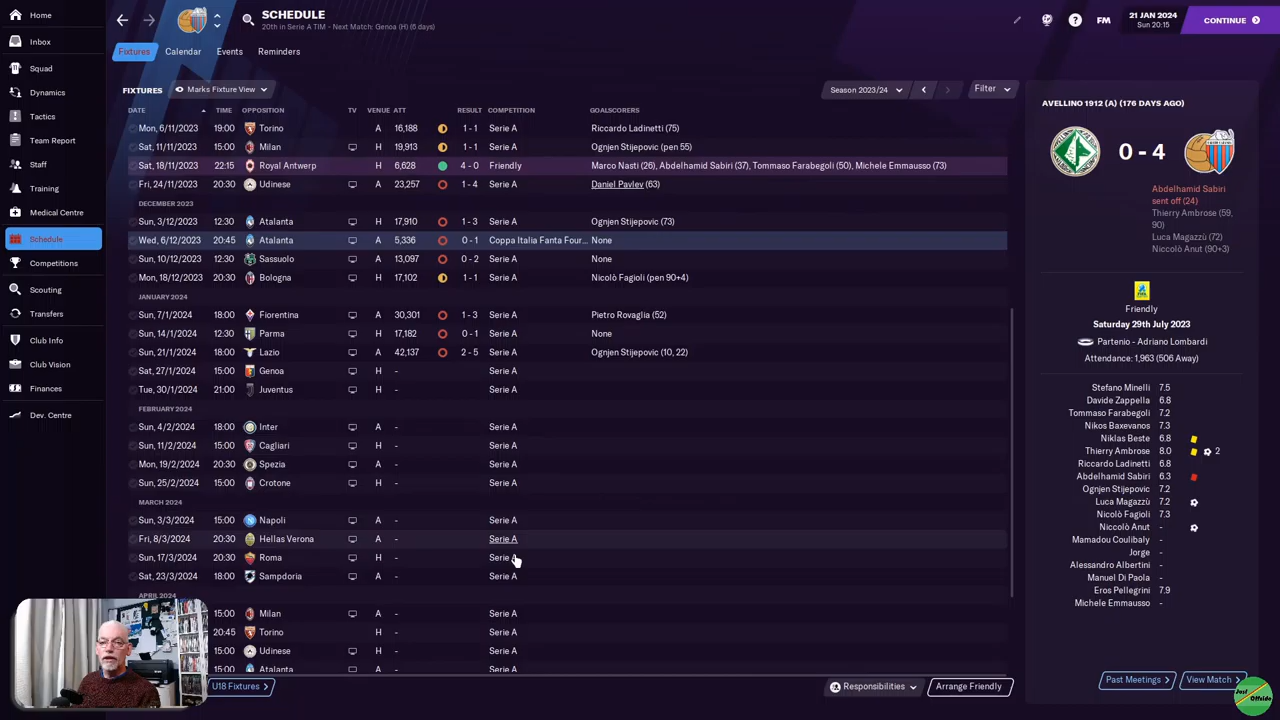 Home
SCHEDULE
20th in Serie A TIM - Next Match: Genoa (H) (6 days)
FM
21 JAN 2024
Sun 20:15
CONTINUE
Inbox
Squad
Dynamics
Tactics
Team Report
Staff
Training
Medical Centre
Schedule
Competitions
Scouting
Transfers
Club Info
Club Vision
Finances
Dev. Centre
Fixtures Calendar Events Reminders
FIXTURES Marks Fixture View Season 2023/24 Filter
DATE TIME OPPOSITION TV VENUE ATT RESULT COMPETITION GOALSCORERS
Mon, 6/11/2023 19:00 Torino A 16,188 1 - 1 Serie A Riccardo Ladinetti (75)
Sat, 11/11/2023 15:00 Milan H 19,913 1 - 1 Serie A Ognjen Stijepovic (pen 55)
Sat, 18/11/2023 22:15 Royal Antwerp H 6,628 4 - 0 Friendly Marco Nasti (26), Abdelhamid Sabiri (37), Tommaso Farabegoli (50), Michele Emmausso (73)
Fri, 24/11/2023 20:30 Udinese A 23,257 1 - 4 Serie A Daniel Pavlev (63)
DECEMBER 2023
Sun, 3/12/2023 12:30 Atalanta H 17,910 1 - 3 Serie A Ognjen Stijepovic (73)
Wed, 6/12/2023 20:45 Atalanta A 5,336 0 - 1 Coppa Italia Fanta Four... None
Sun, 10/12/2023 12:30 Sassuolo A 13,097 0 - 2 Serie A None
Mon, 18/12/2023 20:30 Bologna H 17,102 1 - 1 Serie A Nicolò Fagioli (pen 90+4)
JANUARY 2024
Sun, 7/1/2024 18:00 Fiorentina A 30,301 1 - 3 Serie A Pietro Rovaglia (52)
Sun, 14/1/2024 12:30 Parma H 17,182 0 - 1 Serie A None
Sun, 21/1/2024 18:00 Lazio A 42,137 2 - 5 Serie A Ognjen Stijepovic (10, 22)
Sat, 27/1/2024 15:00 Genoa H - Serie A
Tue, 30/1/2024 21:00 Juventus H - Serie A
FEBRUARY 2024
Sun, 4/2/2024 18:00 Inter A - Serie A
Sun, 11/2/2024 15:00 Cagliari H - Serie A
Mon, 19/2/2024 20:30 Spezia A - Serie A
Sun, 25/2/2024 15:00 Crotone H - Serie A
MARCH 2024
Sun, 3/3/2024 15:00 Napoli A - Serie A
Fri, 8/3/2024 20:30 Hellas Verona A - Serie A
Sun, 17/3/2024 20:30 Roma H - Serie A
Sat, 23/3/2024 18:00 Sampdoria A - Serie A
APRIL 2024
15:00 Milan A - Serie A
20:45 Torino H - Serie A
15:00 Udinese H - Serie A
15:00 Atalanta A - Serie A
U18 Fixtures
Responsibilities
Arrange Friendly
AVELLINO 1912 (A) (176 DAYS AGO)
0 - 4
Abdelhamid Sabiri
sent off (24)
Thierry Ambrose (59,
90)
Luca Magazzù (72)
Niccolò Anut (90+3)
Friendly
Saturday 29th July 2023
Partenio - Adriano Lombardi
Attendance: 1,963 (506 Away)
Stefano Minelli 7.5
Davide Zappella 6.8
Tommaso Farabegoli 7.2
Nikos Baxevanos 7.3
Niklas Beste 6.8
Thierry Ambrose 8.0 2
Riccardo Ladinetti 6.8
Abdelhamid Sabiri 6.3
Ognjen Stijepovic 7.2
Luca Magazzù 7.2
Nicolò Fagioli 7.3
Niccolò Anut -
Mamadou Coulibaly -
Jorge -
Alessandro Albertini -
Manuel Di Paola -
Eros Pellegrini 7.9
Michele Emmausso -
Past Meetings
View Match
Just
Offside